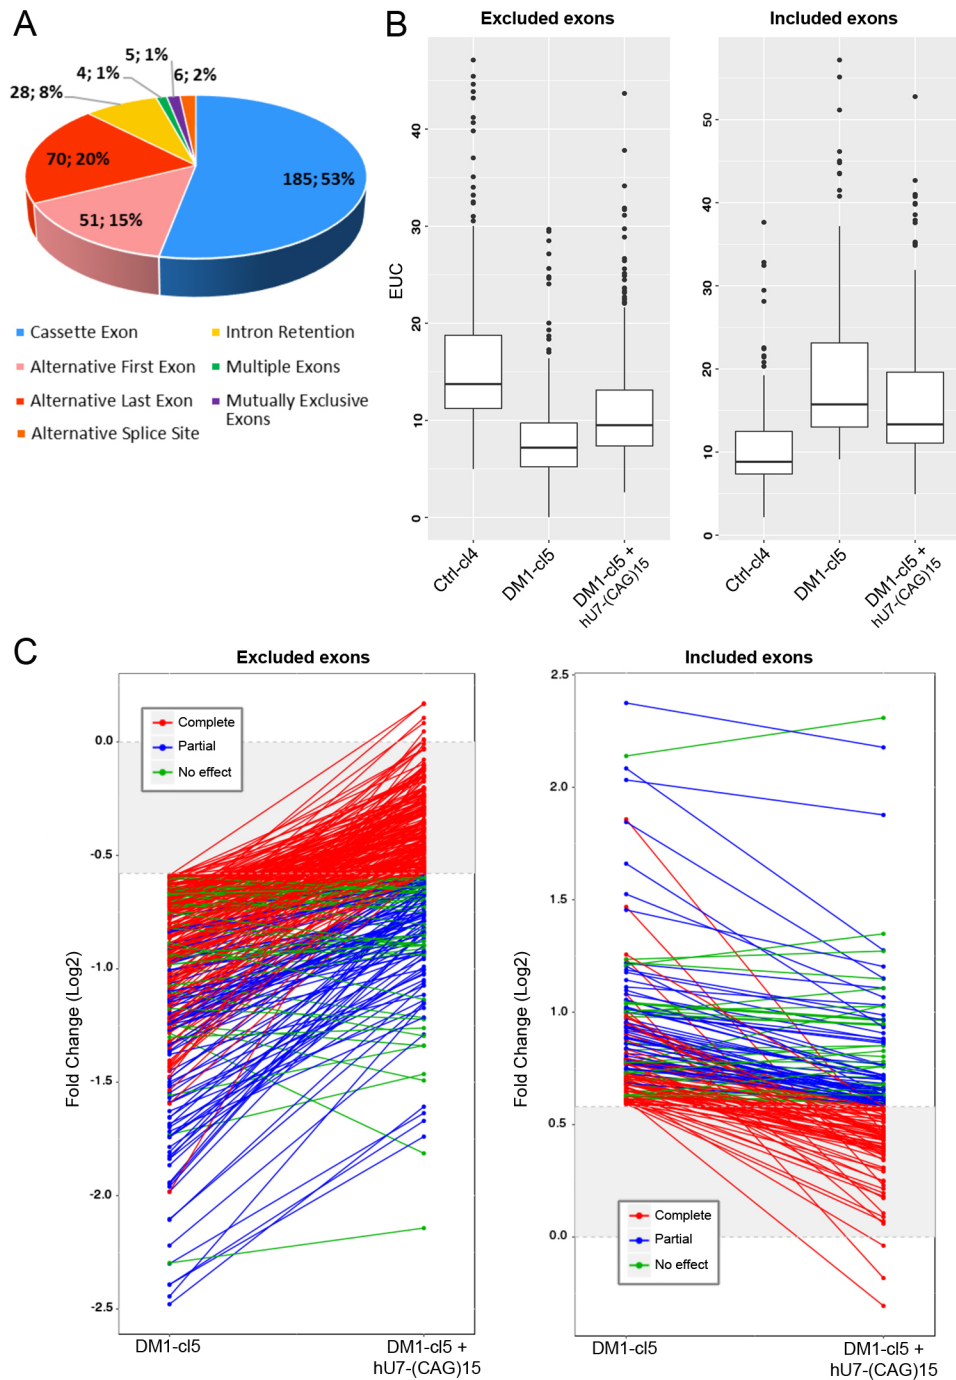 A
5; 1%
4; 1%
6; 2%
28; 8%
70; 20%
185; 53%
51; 15%
Cassette Exon
Intron Retention
Alternative First Exon
Multiple Exons
Alternative Last Exon
Mutually Exclusive
Exons
Alternative Splice Site
B
Excluded exons
Included exons
EUC
40
30
20
10
0
50
40
30
20
10
0
Ctrl-cl4
DM1-cl5
DM1-cl5 +
hU7-(CAG)15
Ctrl-cl4
DM1-cl5
DM1-cl5 +
hU7-(CAG)15
C
Excluded exons
Fold Change (Log2)
0.0
-0.5
-1.0
-1.5
-2.0
-2.5
Complete
Partial
No effect
DM1-cl5
DM1-cl5 +
hU7-(CAG)15
Included exons
Fold Change (Log2)
2.5
2.0
1.5
1.0
0.5
0.0
Complete
Partial
No effect
DM1-cl5
DM1-cl5 +
hU7-(CAG)15